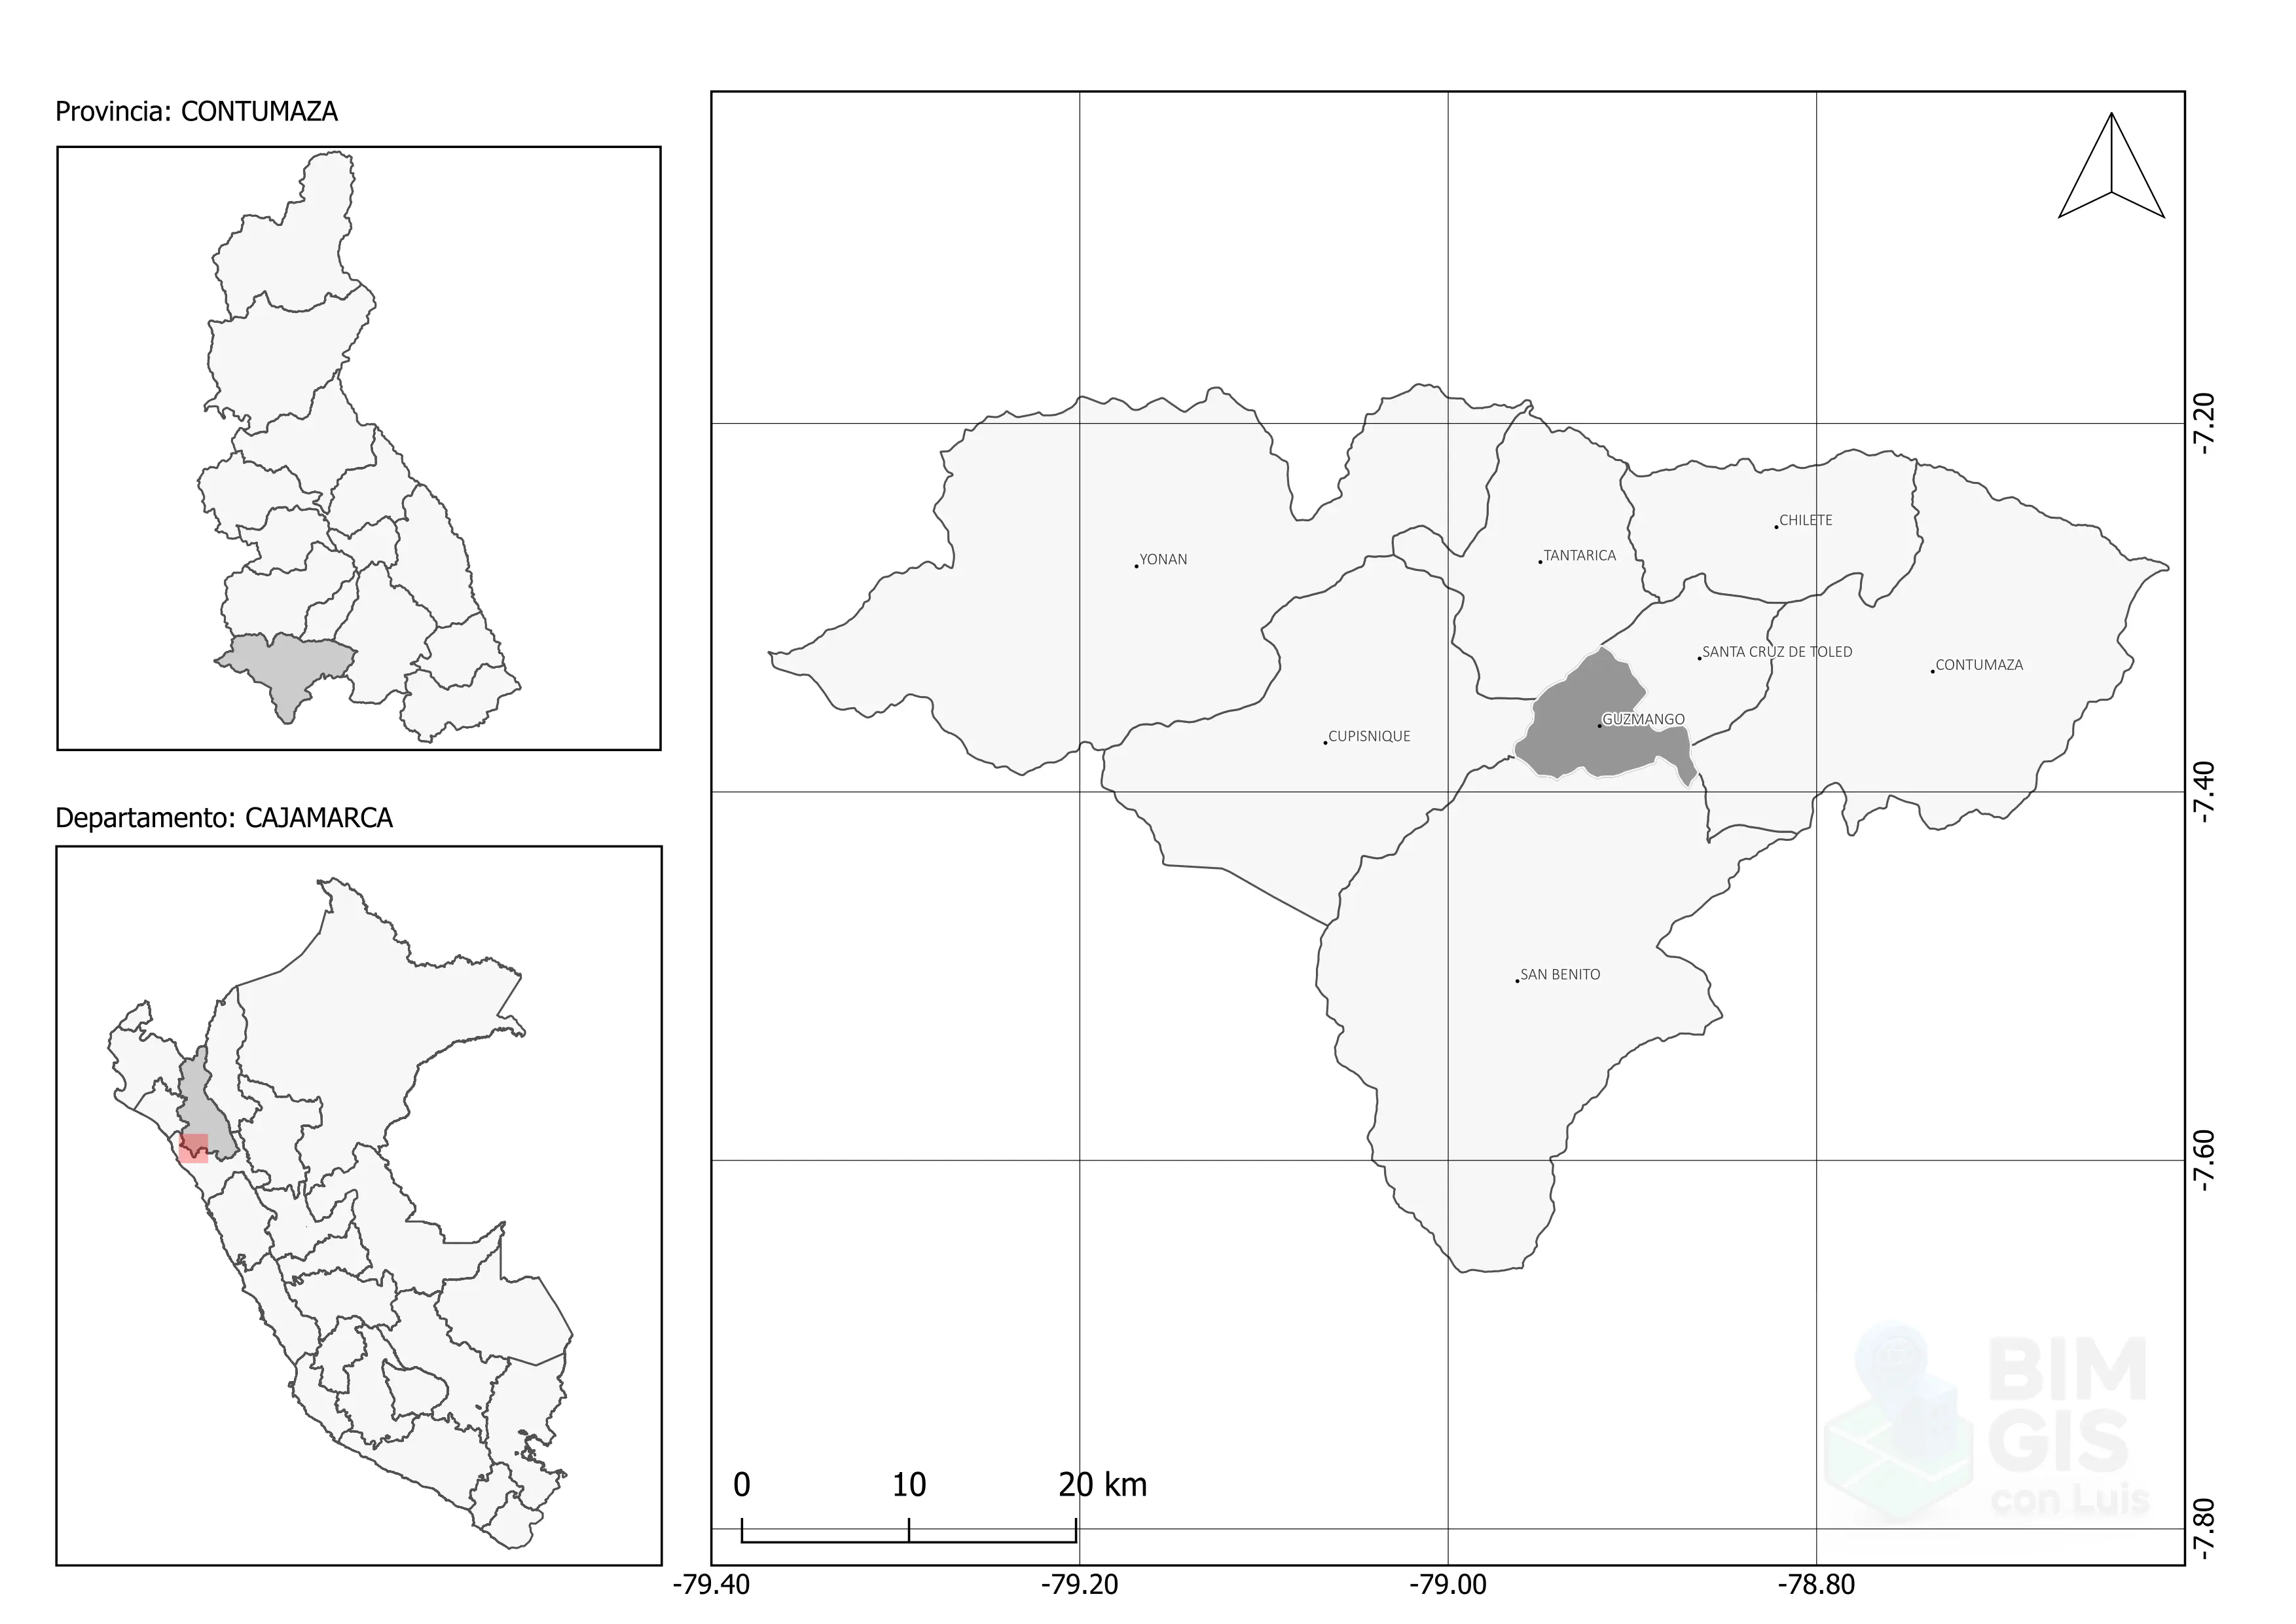 Provincia: CONTUMAZA
Departamento: CAJAMARCA
YONAN
TANTARICA
CHILETE
SANTA CRUZ DE TOLED
CONTUMAZA
GUZMANGO
CUPISNIQUE
SAN BENITO
-7.20
-7.40
-7.60
-7.80
0 10 20 km
-79.40 -79.20 -79.00 -78.80
BIM
GIS
con Luis